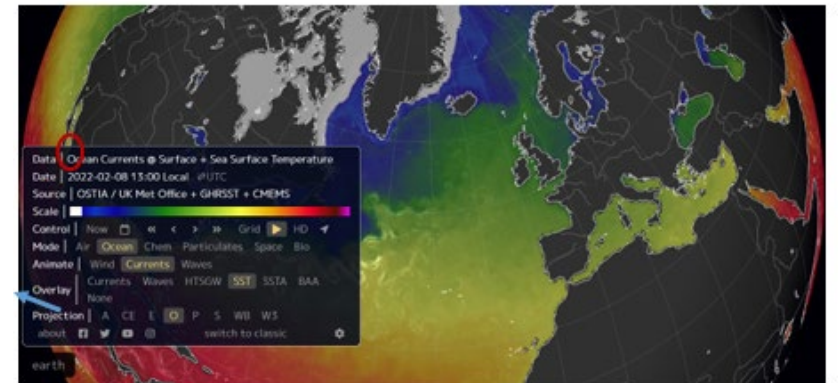 Data | Ocean Currents @ Surface + Sea Surface Temperature
Date | 2022-02-08 13:00 Local ⇄UTC
Source | OSTIA / UK Met Office + GHRSST + CMEMS
Scale |
Control | Now « < > » Grid HD
Mode | Air Ocean Chem Particulates Space Bio
Animate | Wind Currents Waves
Overlay | Currents Waves HTSGW SST SSTA BAA
None
Projection | A CE E O P S WB W3
about switch to classic
earth